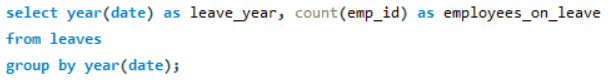 select year(date) as leave_year, count(emp_id) as employees_on_leave
from leaves
group by year(date);